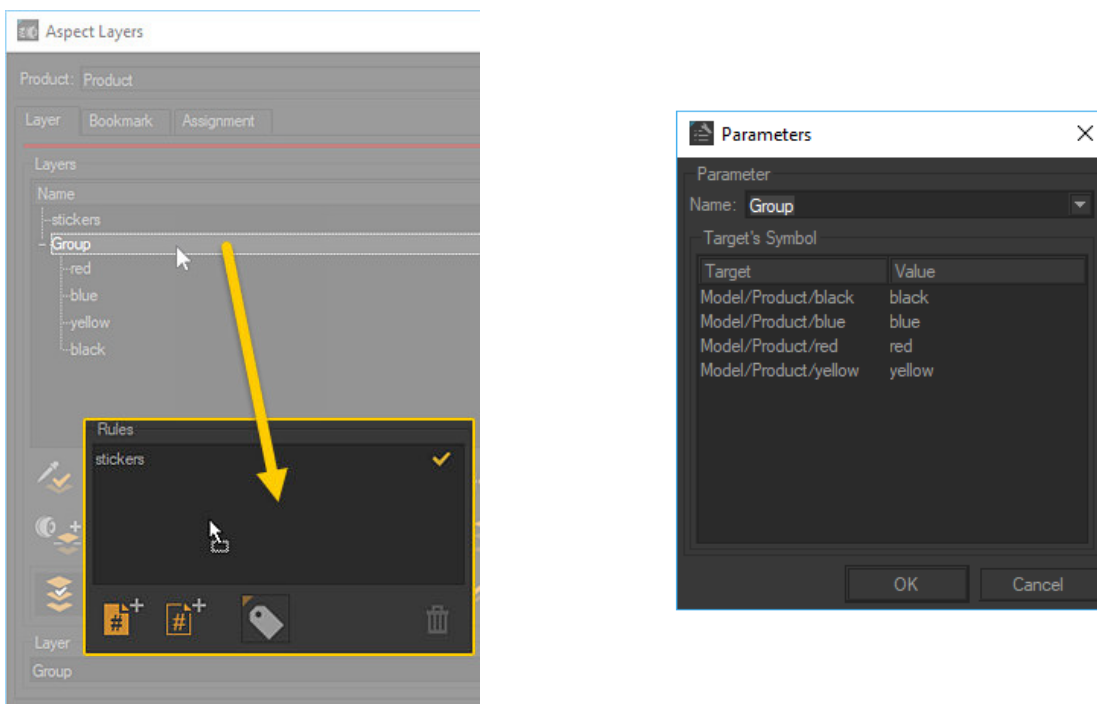 Aspect Layers
Product: Product
Layer Bookmark Assignment
Layers
Name
stickers
Group
red
blue
yellow
black
Rules
stickers
#+ #+
Layer
Group
Parameters
Parameter
Name: Group
Target's Symbol
Target Value
Model/Product/black black
Model/Product/blue blue
Model/Product/red red
Model/Product/yellow yellow
OK Cancel